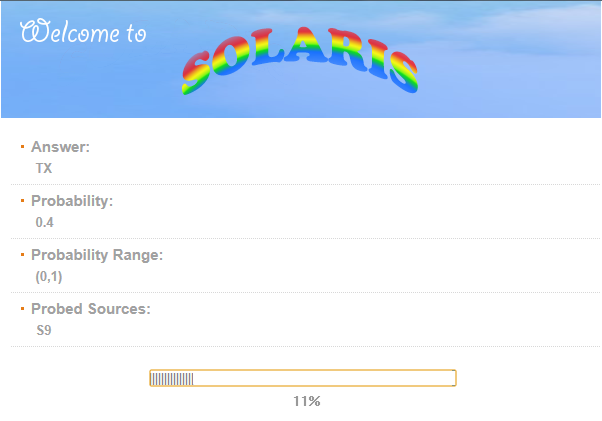 Welcome to
SOLARIS
Answer:
TX
Probability:
0.4
Probability Range:
(0,1)
Probed Sources:
S9
11%